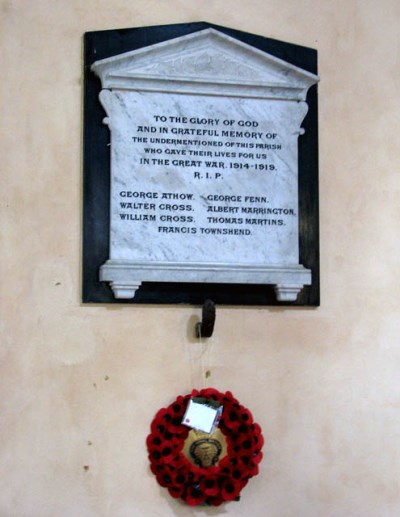 TO THE GLORY OF GOD
AND IN GRATEFUL MEMORY OF
THE UNDERMENTIONED OF THIS PARISH
WHO GAVE THEIR LIVES FOR US
IN THE GREAT WAR. 1914-1919.
R. I. P.
GEORGE ATHOW. GEORGE FENN.
WALTER CROSS. ALBERT MARRINGTON.
WILLIAM CROSS. THOMAS MARTINS.
FRANCIS TOWNSHEND.